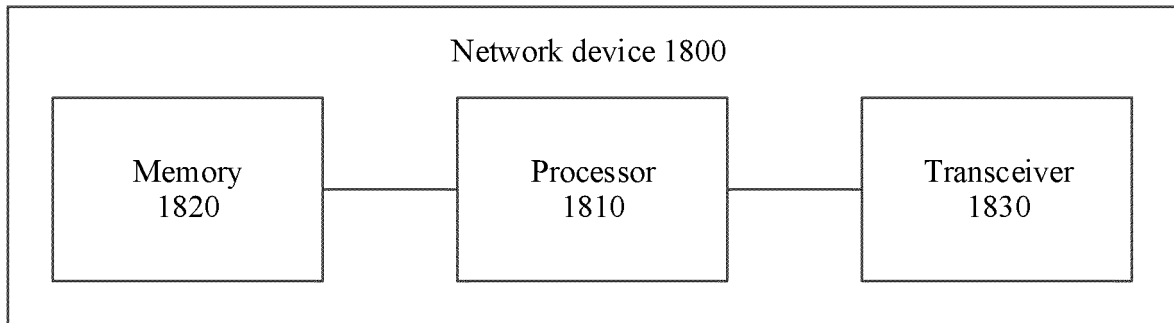 Network device 1800
Memory
1820
Processor
1810
Transceiver
1830